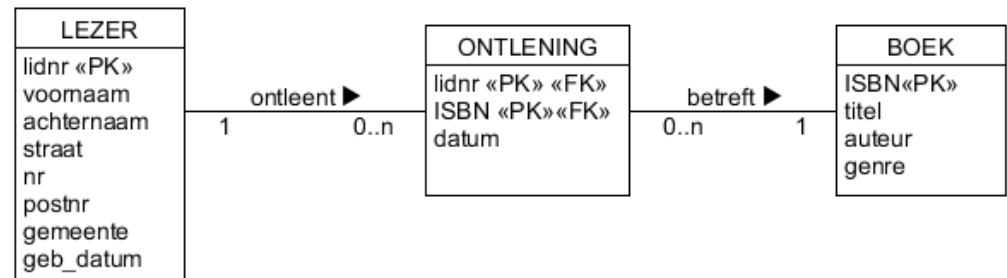 LEZER
lidnr «PK»
voornaam
achternaam
straat
nr
postnr
gemeente
geb_datum
ontleent ▶
1 0..n
ONTLENING
lidnr «PK» «FK»
ISBN «PK»«FK»
datum
betreft ▶
0..n 1
BOEK
ISBN«PK»
titel
auteur
genre